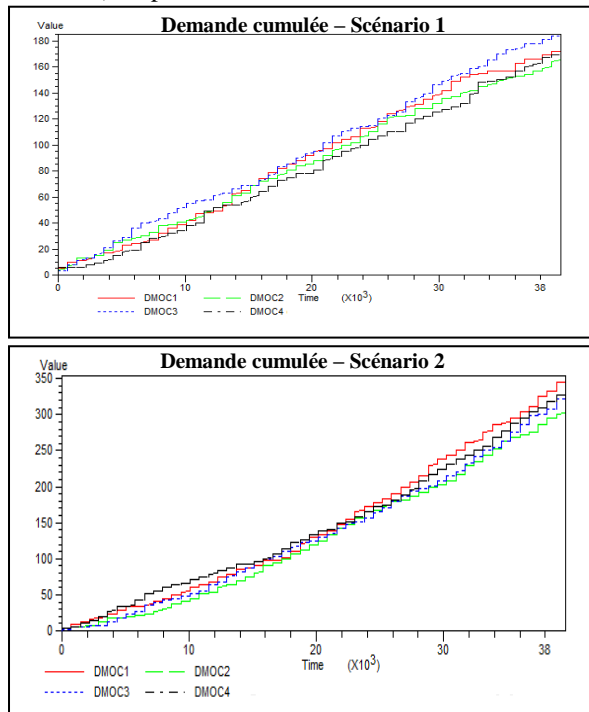 Demande cumulée – Scénario 1
Value
180
160
140
120
100
80
60
40
20
0
0 10 20 30 38
Time (X10³)
DMOC1 DMOC2
DMOC3 DMOC4
Demande cumulée – Scénario 2
Value
350
300
250
200
150
100
50
0
0 10 20 30 38
Time (X10³)
DMOC1 DMOC2
DMOC3 DMOC4